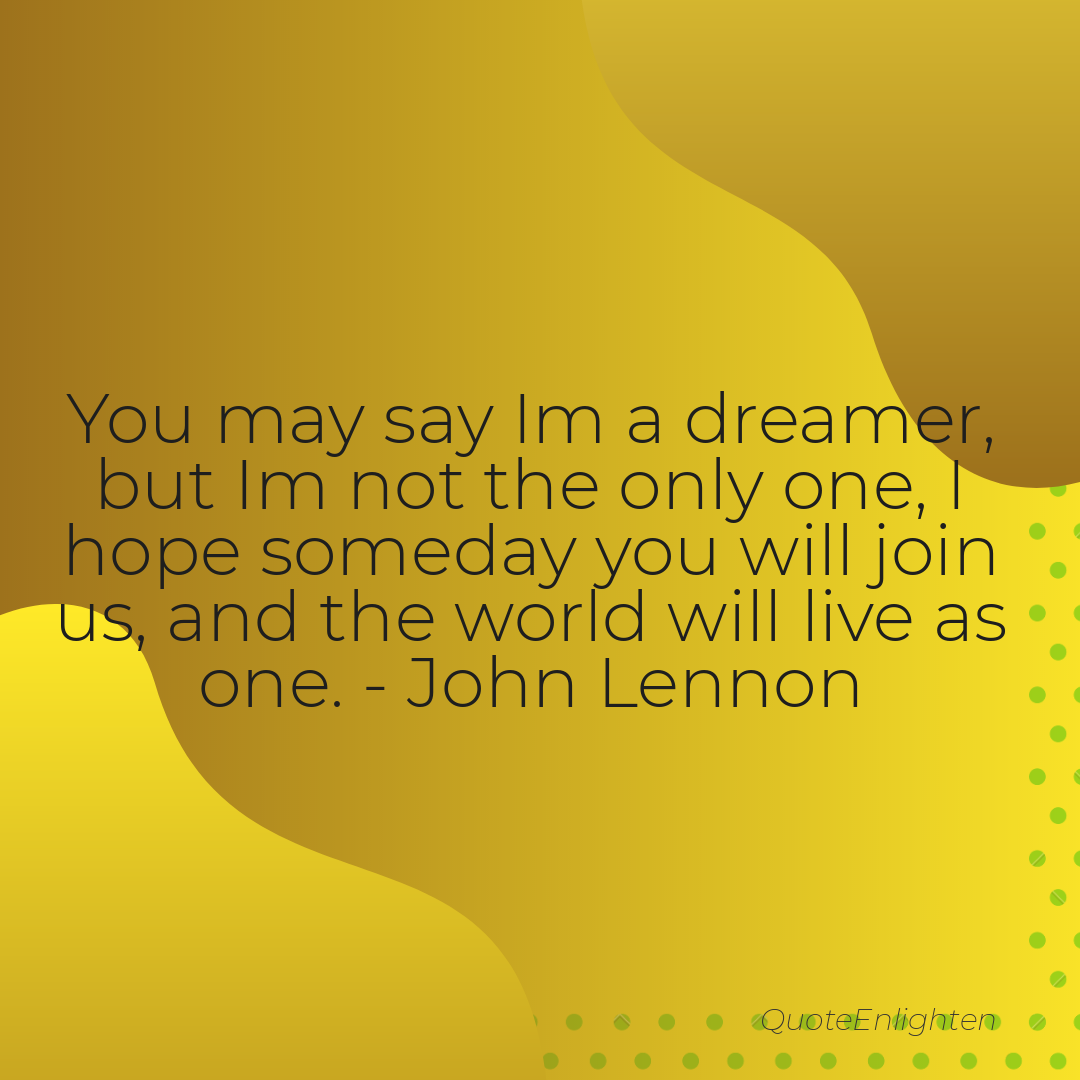 You may say Im a dreamer,
but Im not the only one, I
hope someday you will join
us, and the world will live as
one. - John Lennon
QuoteEnlighten